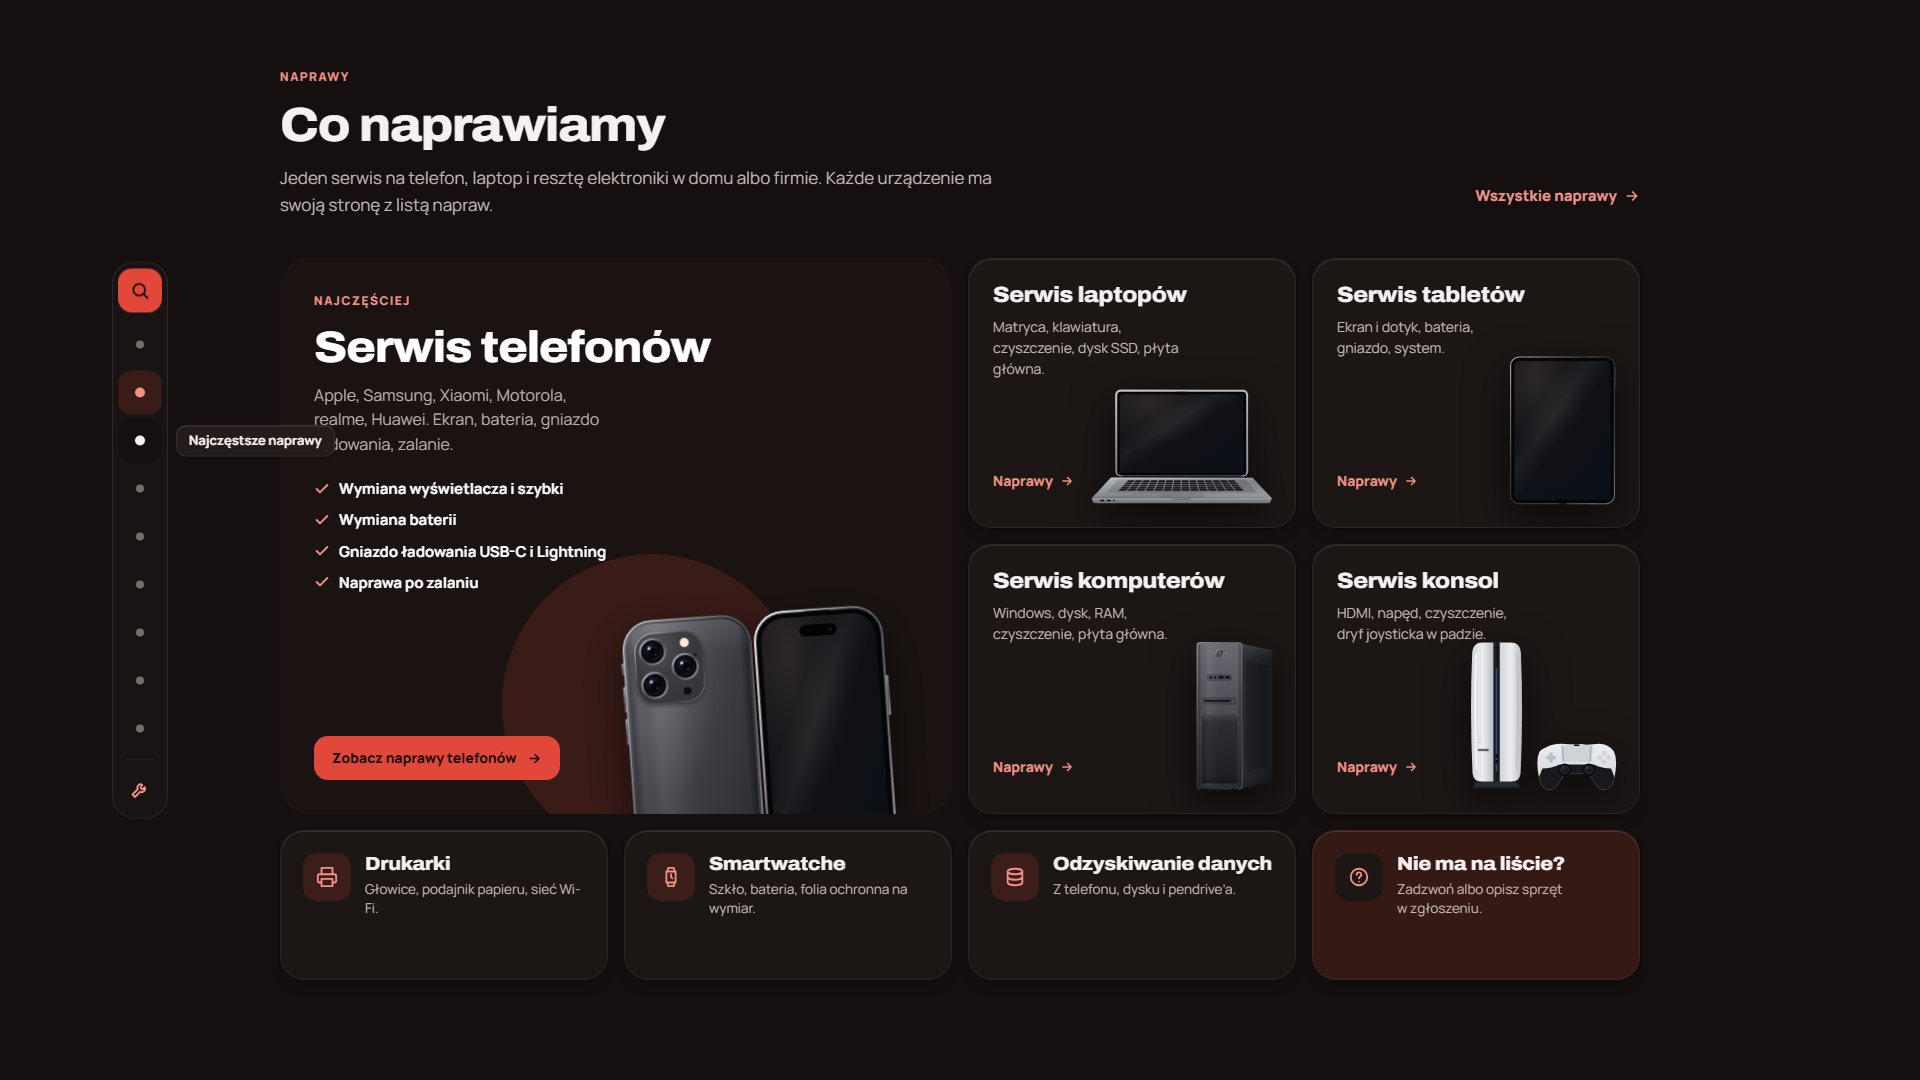 NAPRAWY
Co naprawiamy
Jeden serwis na telefon, laptop i resztę elektroniki w domu albo firmie. Każde urządzenie ma
swoją stronę z listą napraw.
Wszystkie naprawy
NAJCZĘŚCIEJ
Serwis telefonów
Apple, Samsung, Xiaomi, Motorola,
realme, Huawei. Ekran, bateria, gniazdo
dowania, zalanie.
Najczęstsze naprawy
Wymiana wyświetlacza i szybki
Wymiana baterii
Gniazdo ładowania USB-C i Lightning
Naprawa po zalaniu
Zobacz naprawy telefonów
Serwis laptopów
Matryca, klawiatura,
czyszczenie, dysk SSD, płyta
główna.
Naprawy
Serwis tabletów
Ekran i dotyk, bateria,
gniazdo, system.
Naprawy
Serwis komputerów
Windows, dysk, RAM,
czyszczenie, płyta główna.
Naprawy
Serwis konsol
HDMI, napęd, czyszczenie,
dryf joysticka w padzie.
Naprawy
Drukarki
Głowice, podajnik papieru, sieć Wi-
Fi.
Smartwatche
Szkło, bateria, folia ochronna na
wymiar.
Odzyskiwanie danych
Z telefonu, dysku i pendrive'a.
Nie ma na liście?
Zadzwoń albo opisz sprzęt
w zgłoszeniu.